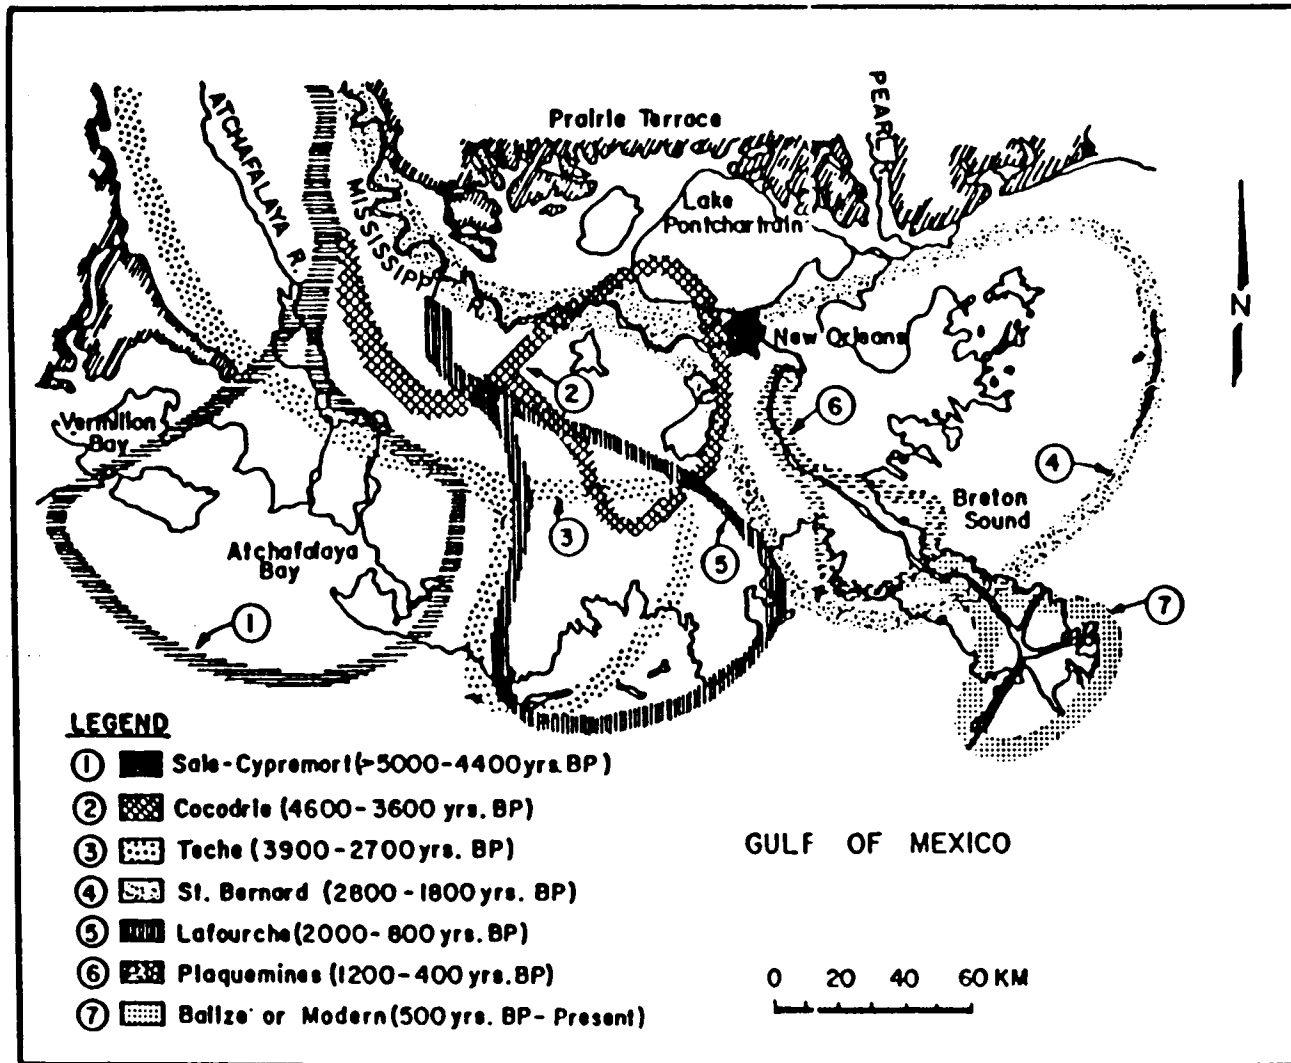 Prairie Terrace
PEARL R.
ATCHAFALAYA R.
MISSISSIPPI R.
Lake
Pontchartrain
N
New Orleans
2
6
Vermilion
Bay
4
Breton
Sound
3
5
Atchafalaya
Bay
7
1
LEGEND
1 Sale-Cypremort (>5000-4400 yrs. BP)
2 Cocodrie (4600-3600 yrs. BP)
3 Teche (3900-2700 yrs. BP)
4 St. Bernard (2800-1800 yrs. BP)
5 Lafourche (2000-800 yrs. BP)
6 Plaquemines (1200-400 yrs. BP)
7 Balize or Modern (500 yrs. BP-Present)
GULF OF MEXICO
0 20 40 60 KM